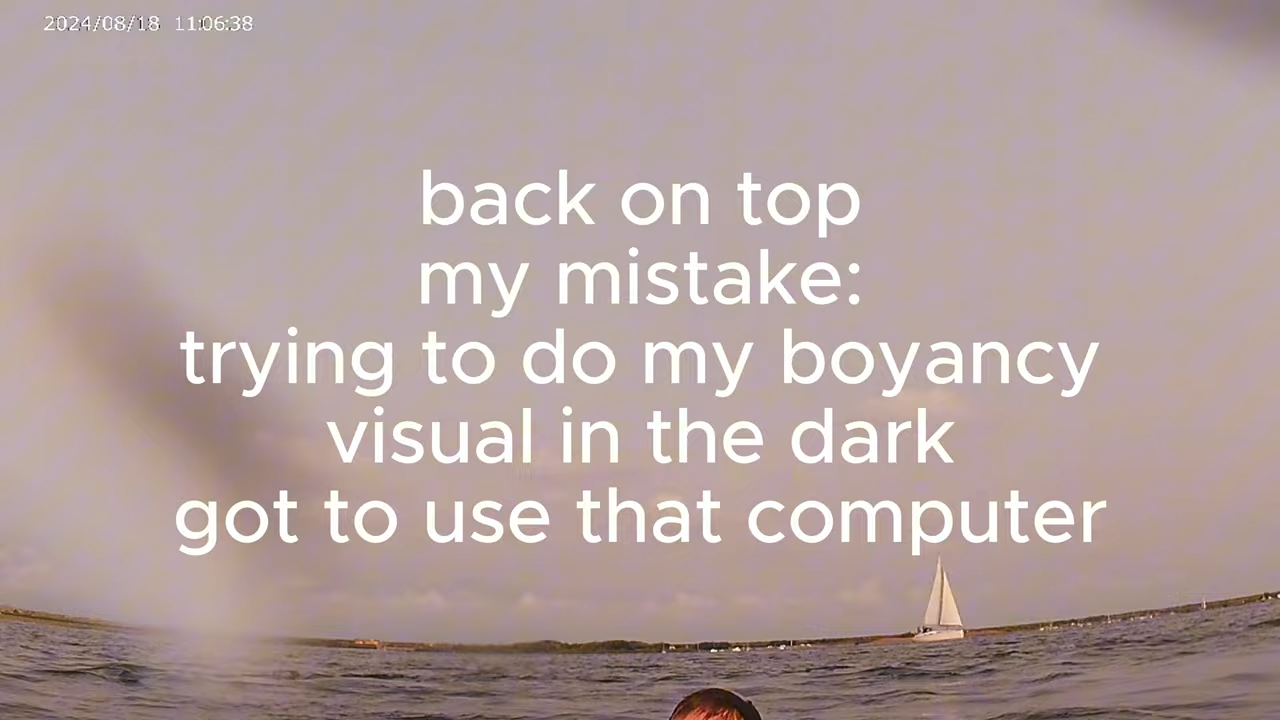 2024/08/18 11:06:38
back on top
my mistake:
trying to do my boyancy
visual in the dark
got to use that computer